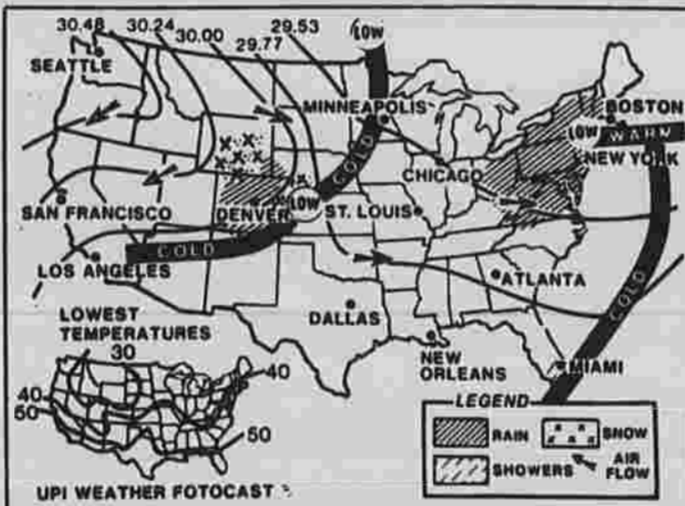 30.48 30.24 30.00 29.77 29.53
LOW
SEATTLE
MINNEAPOLIS
BOSTON
LOW WARM
COLD
NEW YORK
CHICAGO
SAN FRANCISCO
DENVER LOW ST. LOUIS
COLD
LOS ANGELES
COLD
ATLANTA
LOWEST
TEMPERATURES
DALLAS
30
NEW
ORLEANS
MIAMI
40
40
50
50
LEGEND
RAIN SNOW
SHOWERS AIR
FLOW
UPI WEATHER FOTOCAST